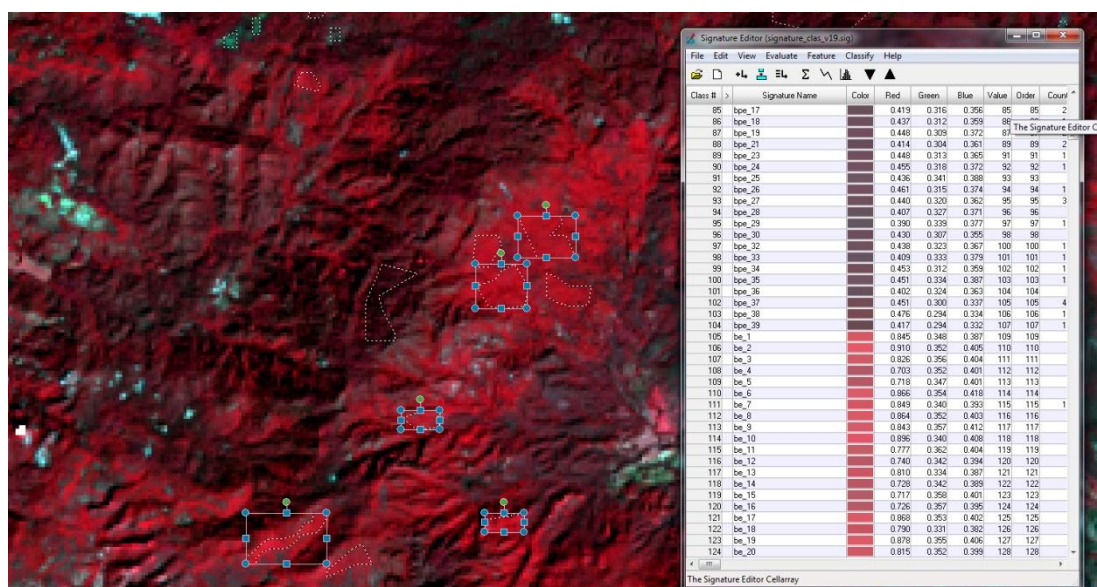 Signature Editor (signature_clas_v19.sig)
File Edit View Evaluate Feature Classify Help
Class # > Signature Name Color Red Green Blue Value Order Count
85 bpe_17 0.419 0.316 0.356 85 85 2
86 bpe_18 0.437 0.312 0.359 86
87 bpe_19 0.448 0.309 0.372 87
The Signature Editor C
88 bpe_21 0.414 0.304 0.361 89 89 2
89 bpe_23 0.448 0.313 0.365 91 91 1
90 bpe_24 0.455 0.318 0.372 92 92 1
91 bpe_25 0.436 0.341 0.388 93 93
92 bpe_26 0.461 0.315 0.374 94 94 1
93 bpe_27 0.440 0.320 0.362 95 95 3
94 bpe_28 0.407 0.327 0.371 96 96
95 bpe_29 0.390 0.339 0.377 97 97 1
96 bpe_30 0.430 0.307 0.355 98 98
97 bpe_32 0.438 0.323 0.367 100 100 1
98 bpe_33 0.409 0.333 0.379 101 101 1
99 bpe_34 0.453 0.312 0.359 102 102 1
100 bpe_35 0.451 0.334 0.387 103 103 1
101 bpe_36 0.402 0.324 0.363 104 104
102 bpe_37 0.451 0.300 0.337 105 105 4
103 bpe_38 0.476 0.294 0.334 106 106 1
104 bpe_39 0.417 0.294 0.332 107 107 1
105 be_1 0.845 0.348 0.387 109 109
106 be_2 0.910 0.352 0.405 110 110
107 be_3 0.826 0.356 0.404 111 111
108 be_4 0.703 0.352 0.401 112 112
109 be_5 0.718 0.347 0.401 113 113
110 be_6 0.866 0.354 0.418 114 114
111 be_7 0.849 0.340 0.393 115 115 1
112 be_8 0.864 0.352 0.403 116 116
113 be_9 0.843 0.357 0.412 117 117
114 be_10 0.896 0.340 0.408 118 118
115 be_11 0.777 0.362 0.404 119 119
116 be_12 0.740 0.342 0.394 120 120
117 be_13 0.810 0.334 0.387 121 121
118 be_14 0.728 0.342 0.389 122 122
119 be_15 0.717 0.358 0.401 123 123
120 be_16 0.726 0.357 0.395 124 124
121 be_17 0.868 0.353 0.402 125 125
122 be_18 0.790 0.331 0.382 126 126
123 be_19 0.878 0.355 0.406 127 127
124 be_20 0.815 0.352 0.399 128 128
The Signature Editor Cellarray